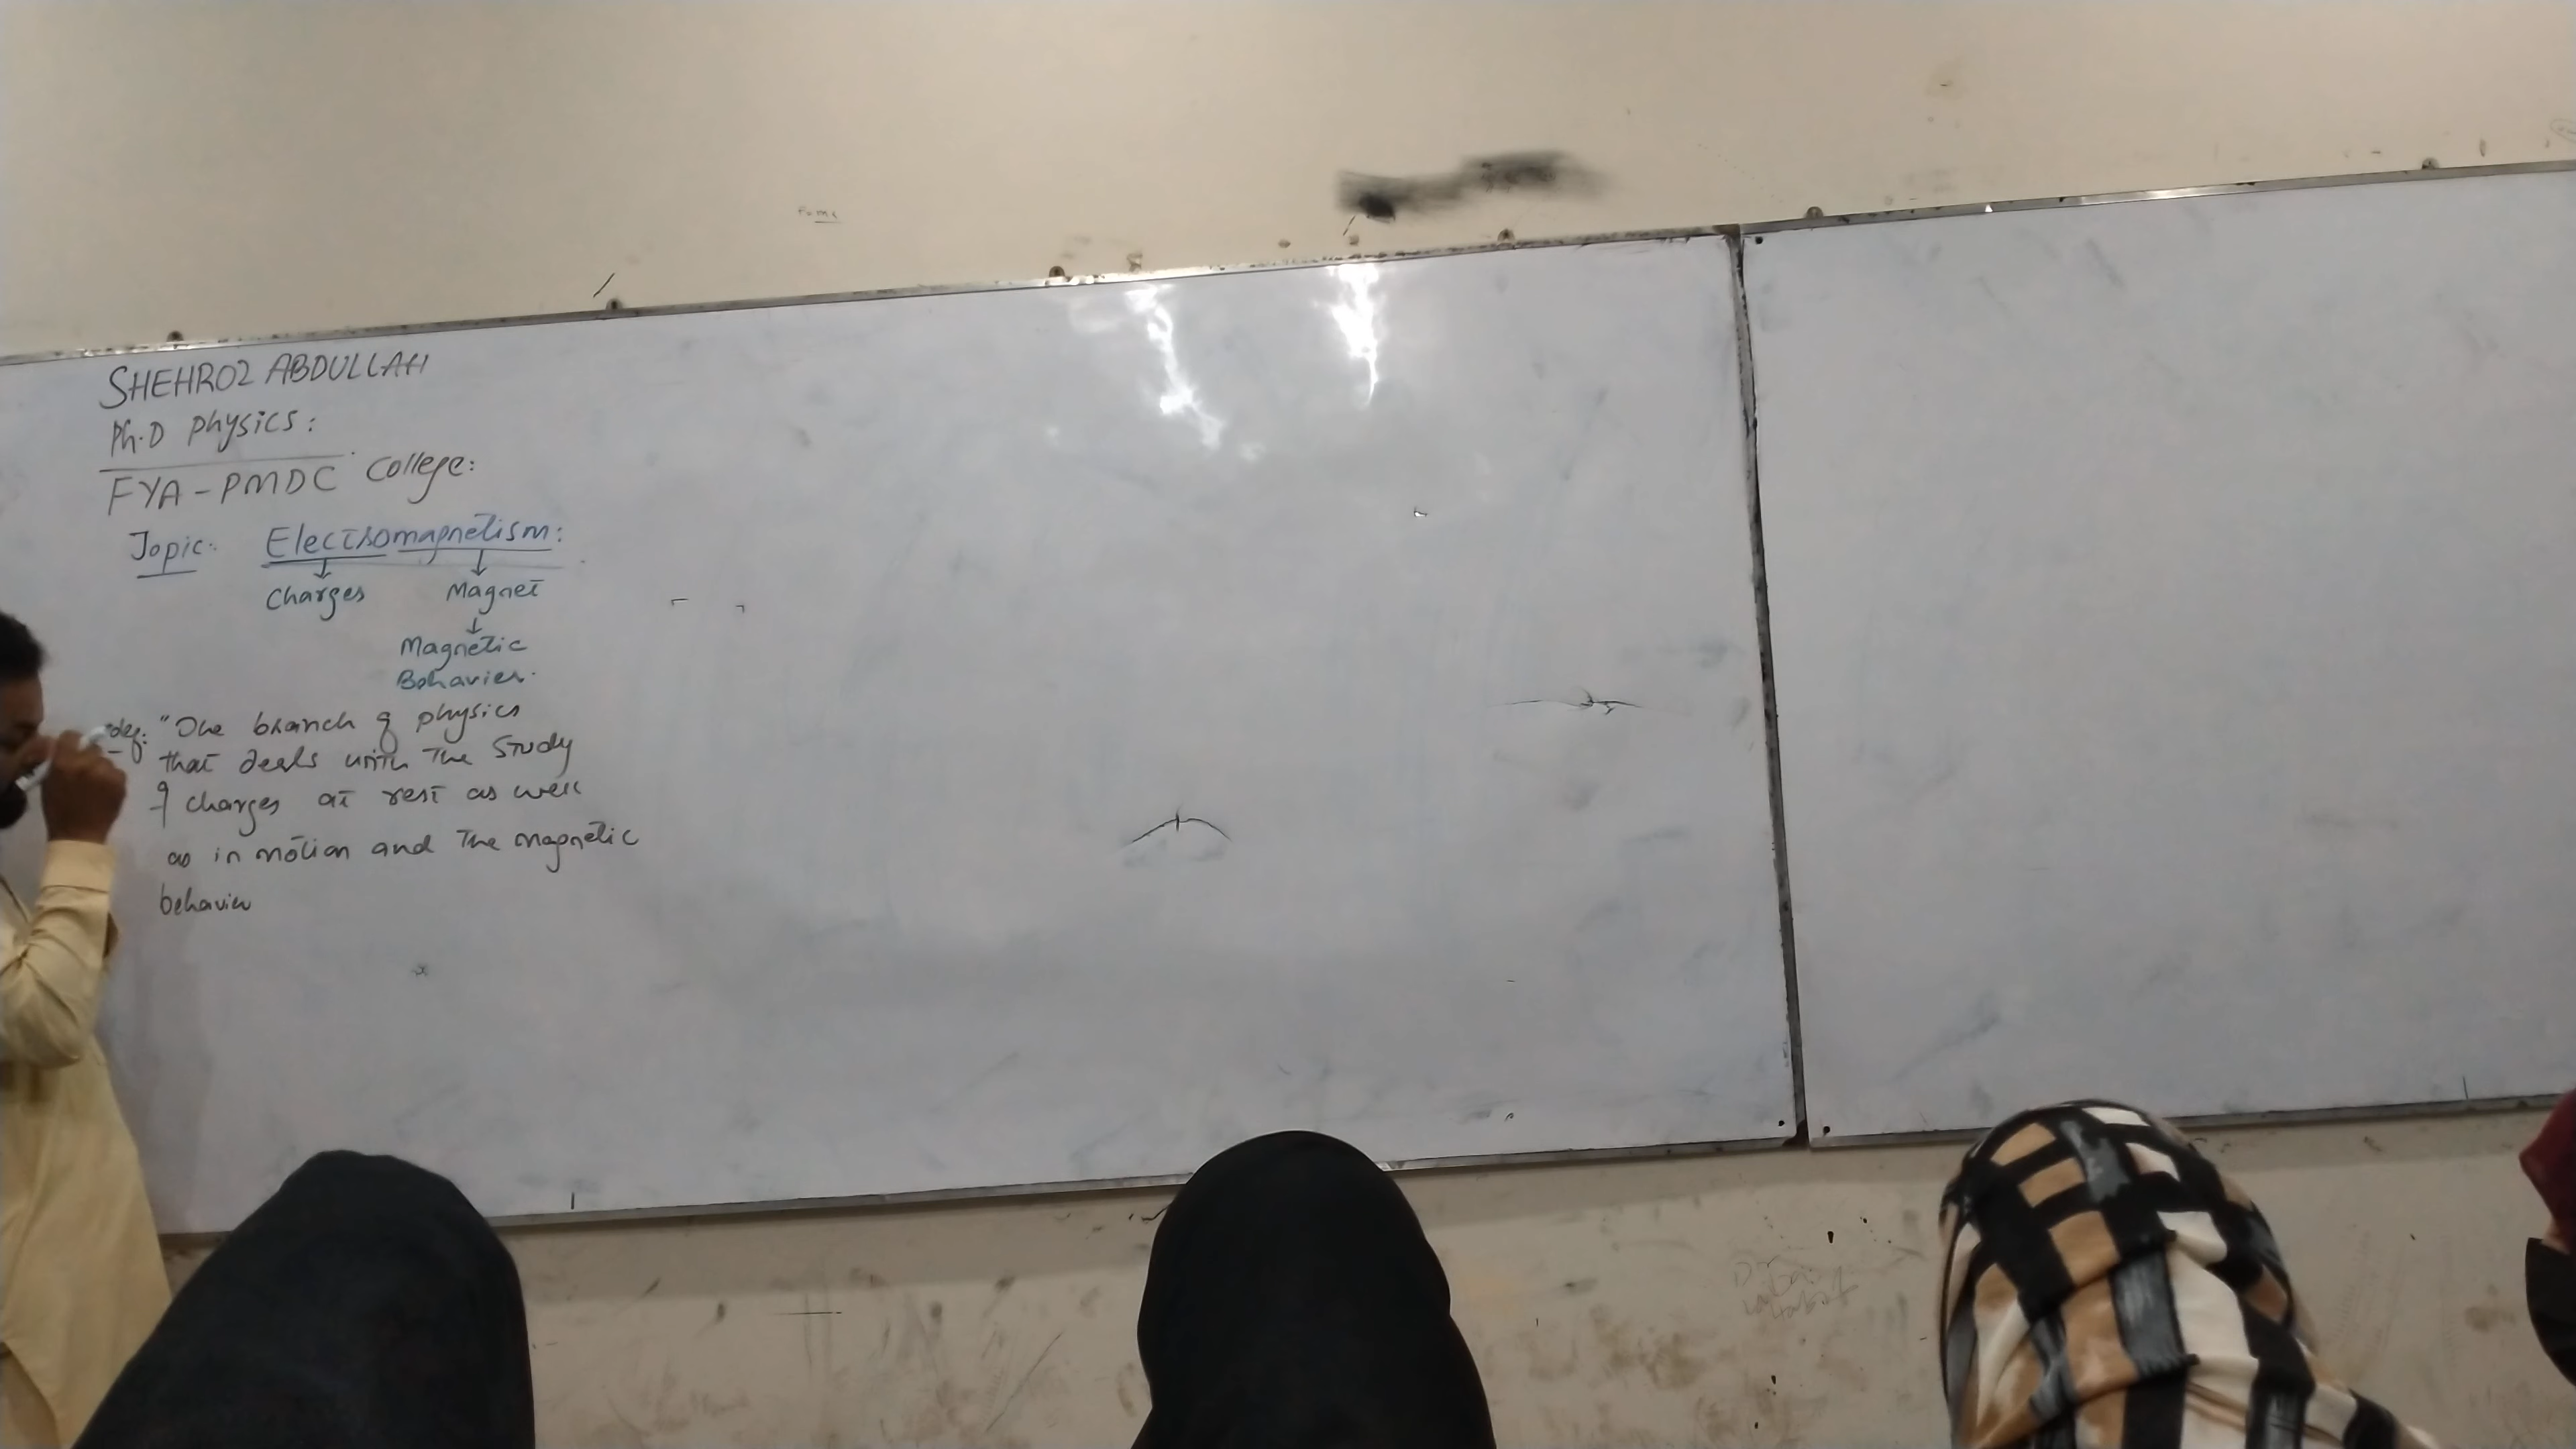 SHEHROZ ABDULLAH
Ph.D Physics:
FYA-PMDC College:
Topic: Electromagnetism:
Charges Magnet
Magnetic
Behavior.
def: "The branch of physics
that deals with the study
of charges at rest as well
as in motion and the magnetic
behavior